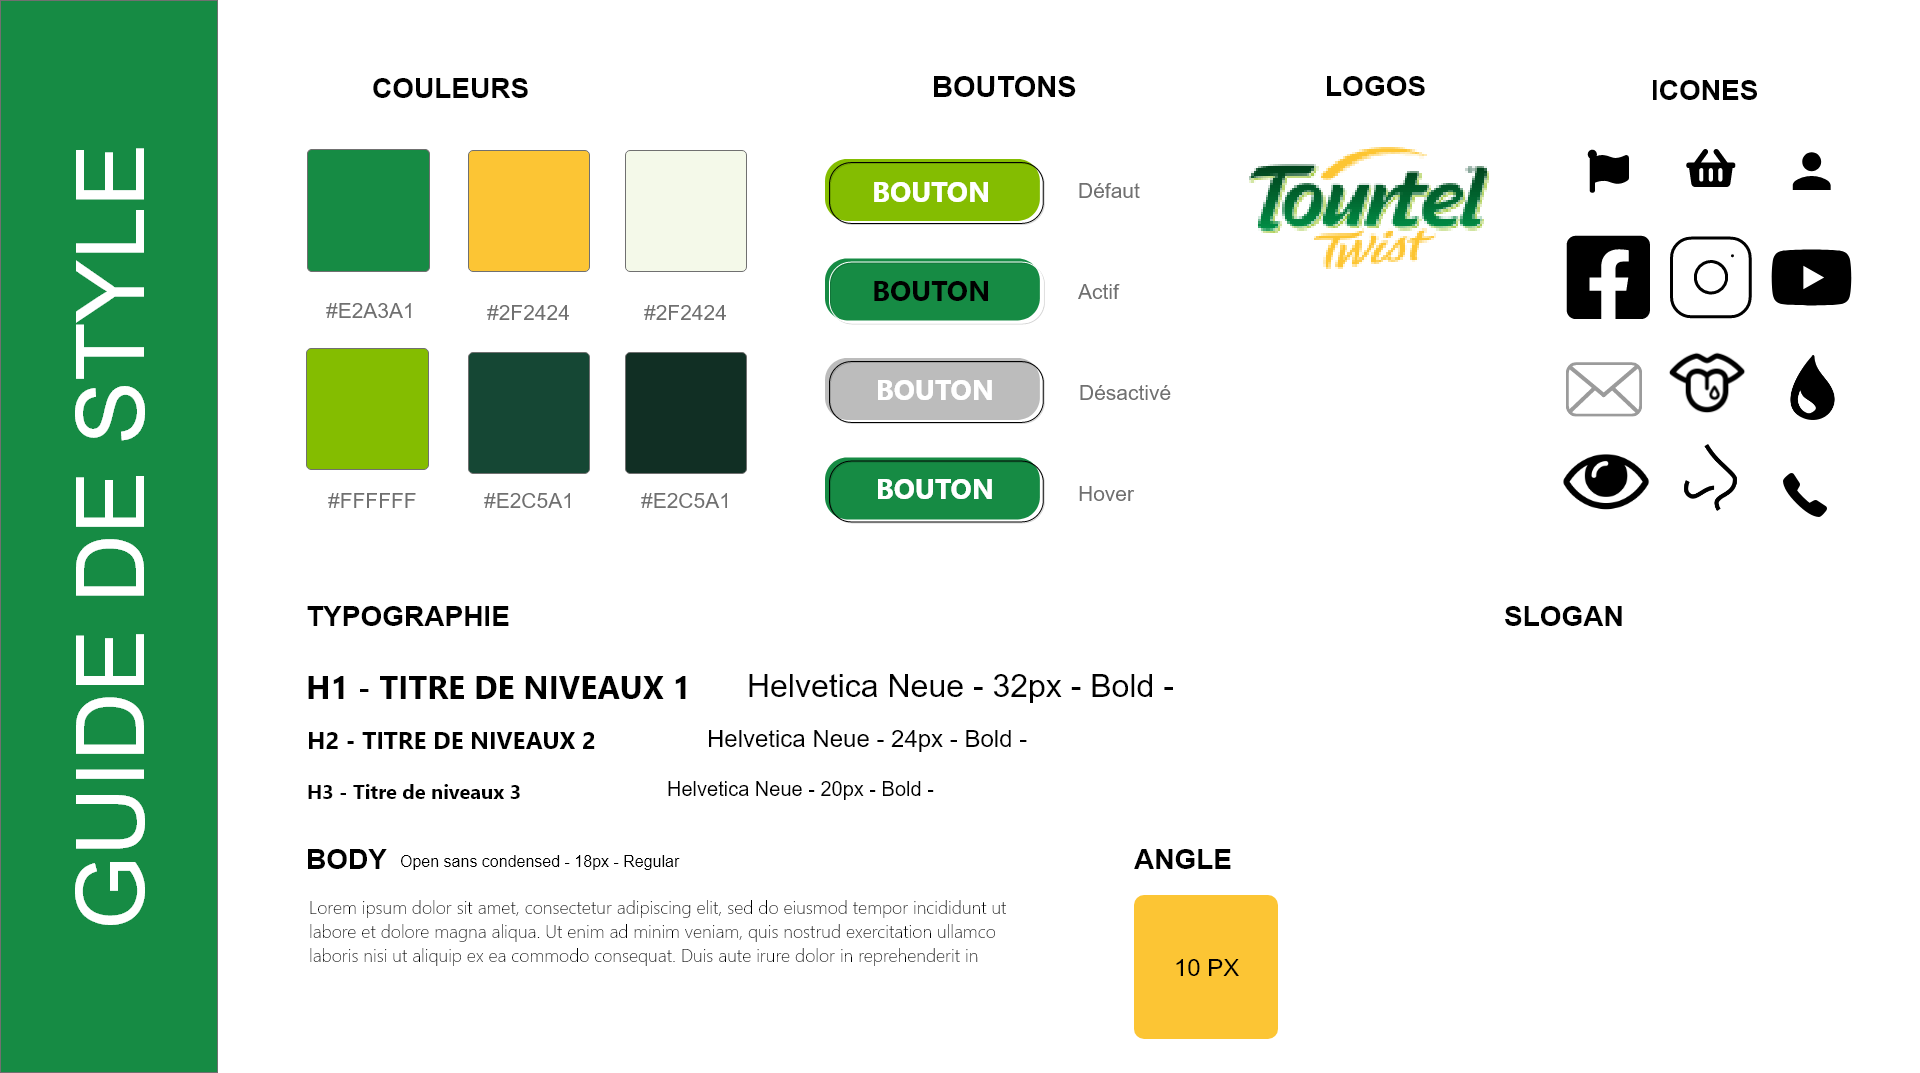 GUIDE DE STYLE
COULEURS
#E2A3A1
#2F2424
#2F2424
#FFFFFF
#E2C5A1
#E2C5A1
BOUTONS
BOUTON
Défaut
BOUTON
Actif
BOUTON
Désactivé
BOUTON
Hover
LOGOS
Tourtel
Twist
ICONES
TYPOGRAPHIE
H1 - TITRE DE NIVEAUX 1
Helvetica Neue - 32px - Bold -
H2 - TITRE DE NIVEAUX 2
Helvetica Neue - 24px - Bold -
H3 - Titre de niveaux 3
Helvetica Neue - 20px - Bold -
SLOGAN
BODY
Open sans condensed - 18px - Regular
Lorem ipsum dolor sit amet, consectetur adipiscing elit, sed do eiusmod tempor incididunt ut
labore et dolore magna aliqua. Ut enim ad minim veniam, quis nostrud exercitation ullamco
laboris nisi ut aliquip ex ea commodo consequat. Duis aute irure dolor in reprehenderit in
ANGLE
10 PX